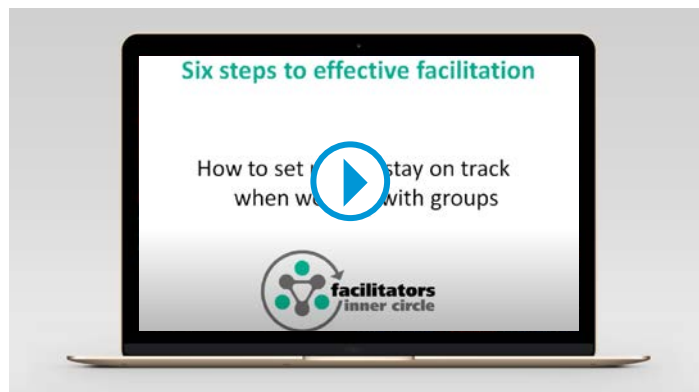 Six steps to effective facilitation
How to set stay on track
when with groups
facilitators
inner circle